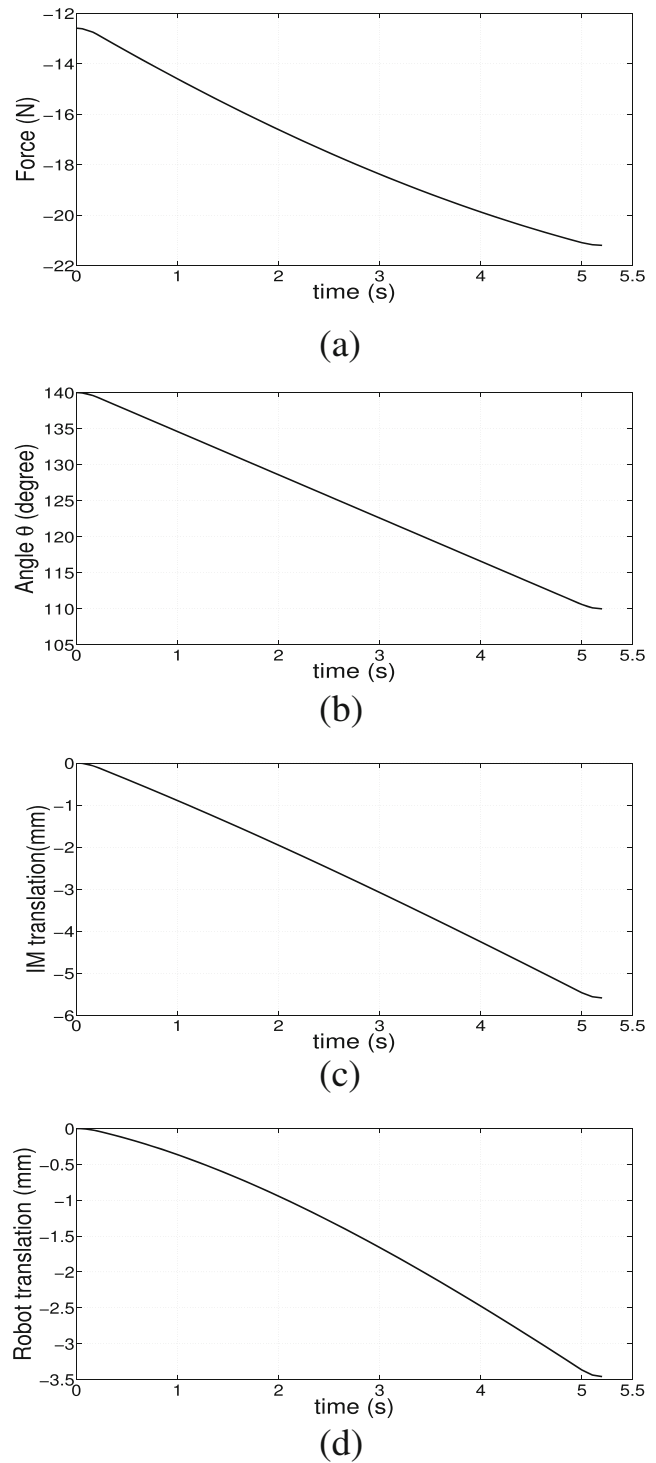 −12
−14
−16
−18
−20
−22
Force (N)
0 1 2 3 4 5 5.5
time (s)
(a)
140
135
130
125
120
115
110
105
Angle θ (degree)
0 1 2 3 4 5 5.5
time (s)
(b)
0
−1
−2
−3
−4
−5
−6
IM translation(mm)
0 1 2 3 4 5 5.5
time (s)
(c)
0
−0.5
−1
−1.5
−2
−2.5
−3
−3.5
Robot translation (mm)
0 1 2 3 4 5 5.5
time (s)
(d)